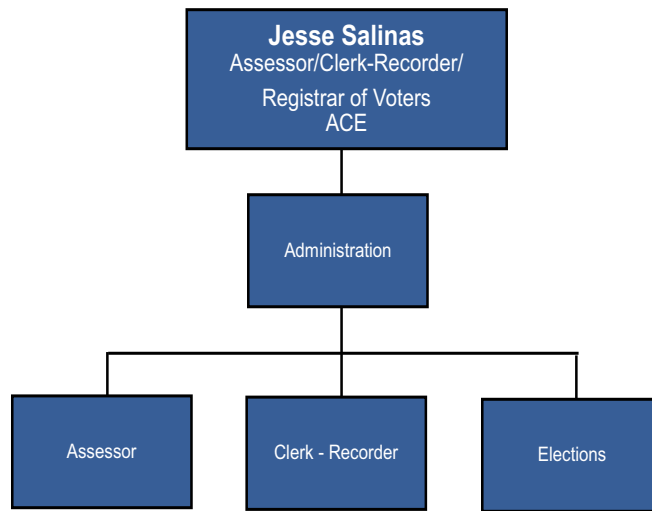 Jesse Salinas
Assessor/Clerk-Recorder/
Registrar of Voters
ACE
Administration
Assessor
Clerk - Recorder
Elections